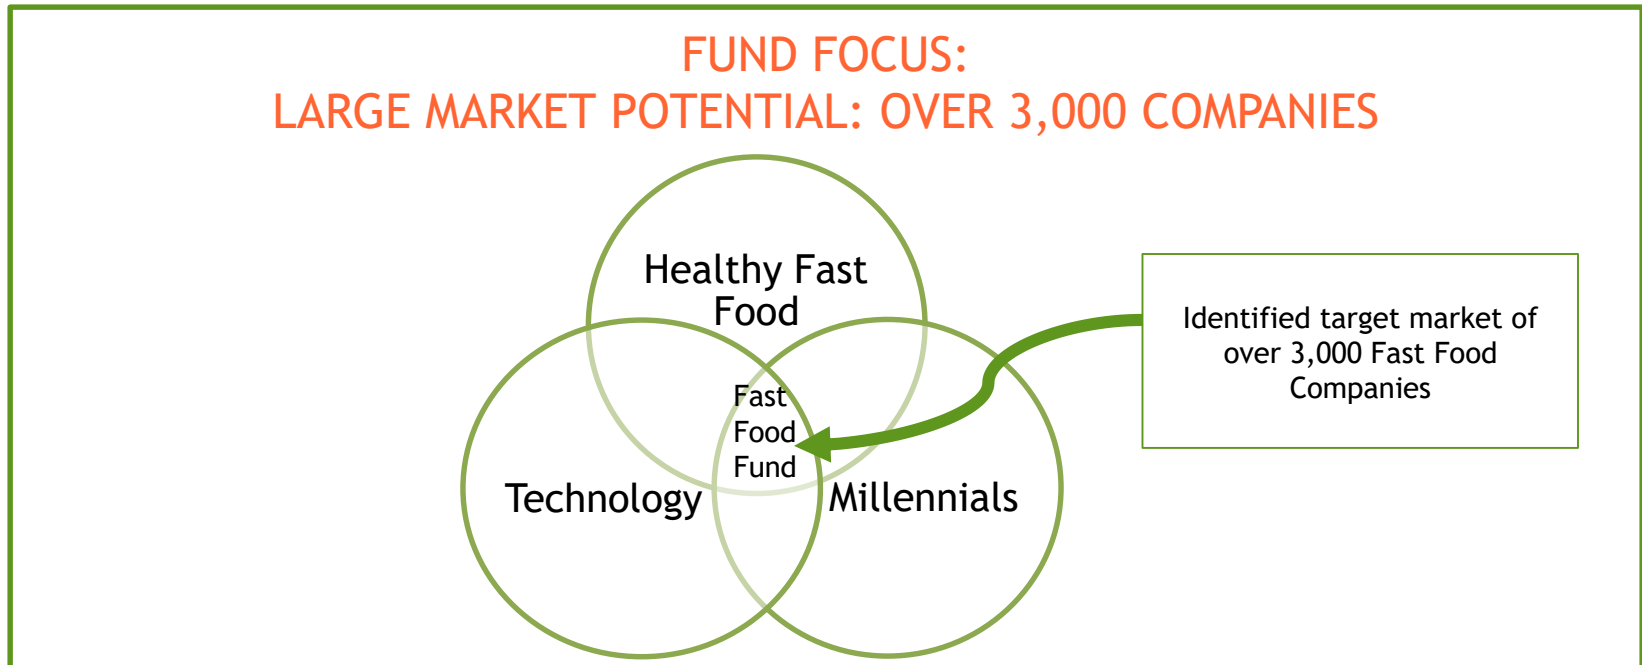 FUND FOCUS:
LARGE MARKET POTENTIAL: OVER 3,000 COMPANIES
Healthy Fast
Food
Identified target market of
over 3,000 Fast Food
Companies
Fast
Food
Fund
Technology
Millennials